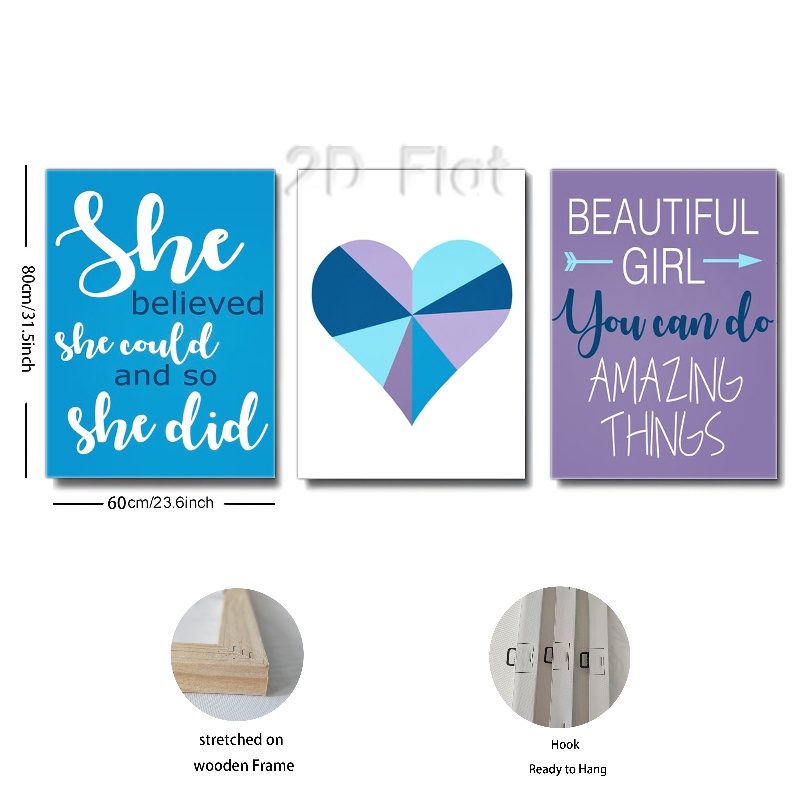 2D Flat
80cm/31.5inch
She
believed
she could
and so
she did
BEAUTIFUL
GIRL
You can do
AMAZING
THINGS
60cm/23.6inch
stretched on
wooden Frame
Hook
Ready to Hang